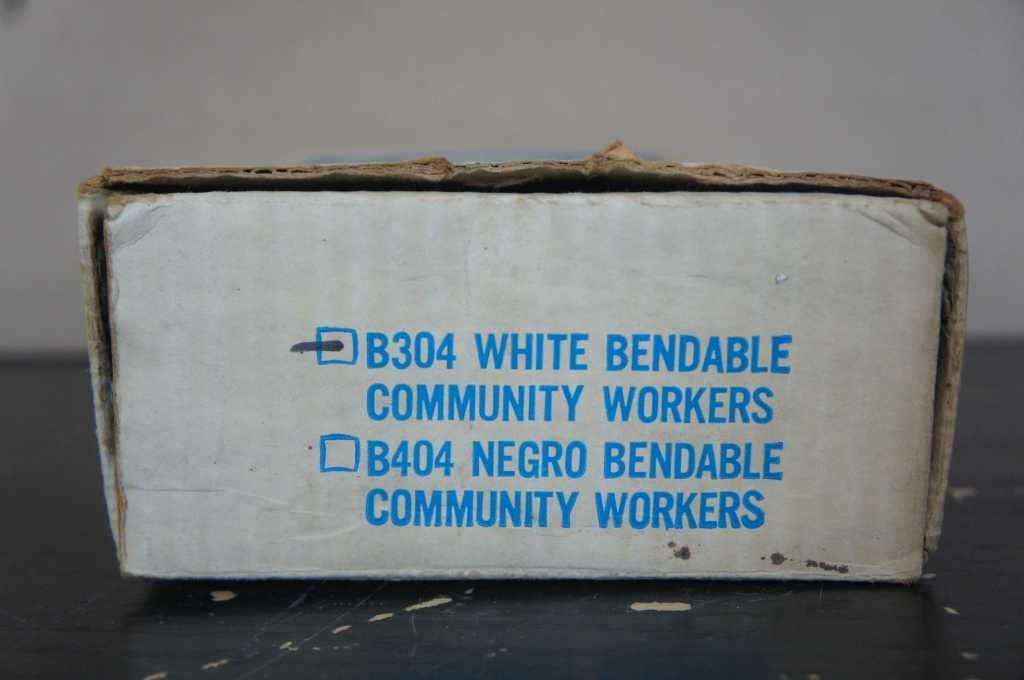 B304 WHITE BENDABLE
COMMUNITY WORKERS
B404 NEGRO BENDABLE
COMMUNITY WORKERS